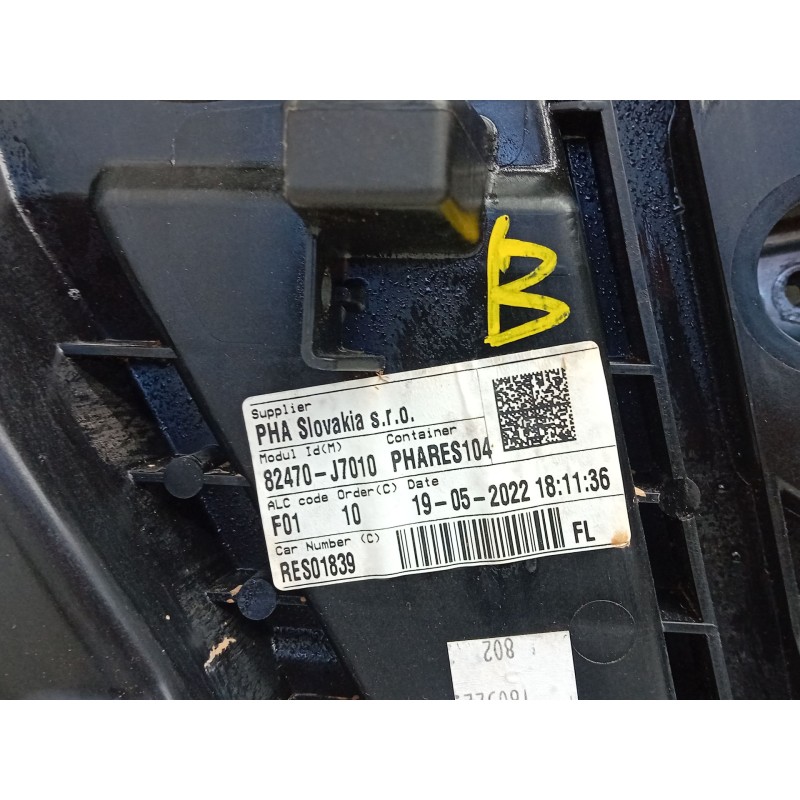 B
Supplier
PHA Slovakia s.r.o.
Modul Id(M) Container
82470-J7010 PHARES104
ALC code Order(C) Date
F01 10 19-05-2022 18:11:36
Car Number (C)
RES01839 FL
802